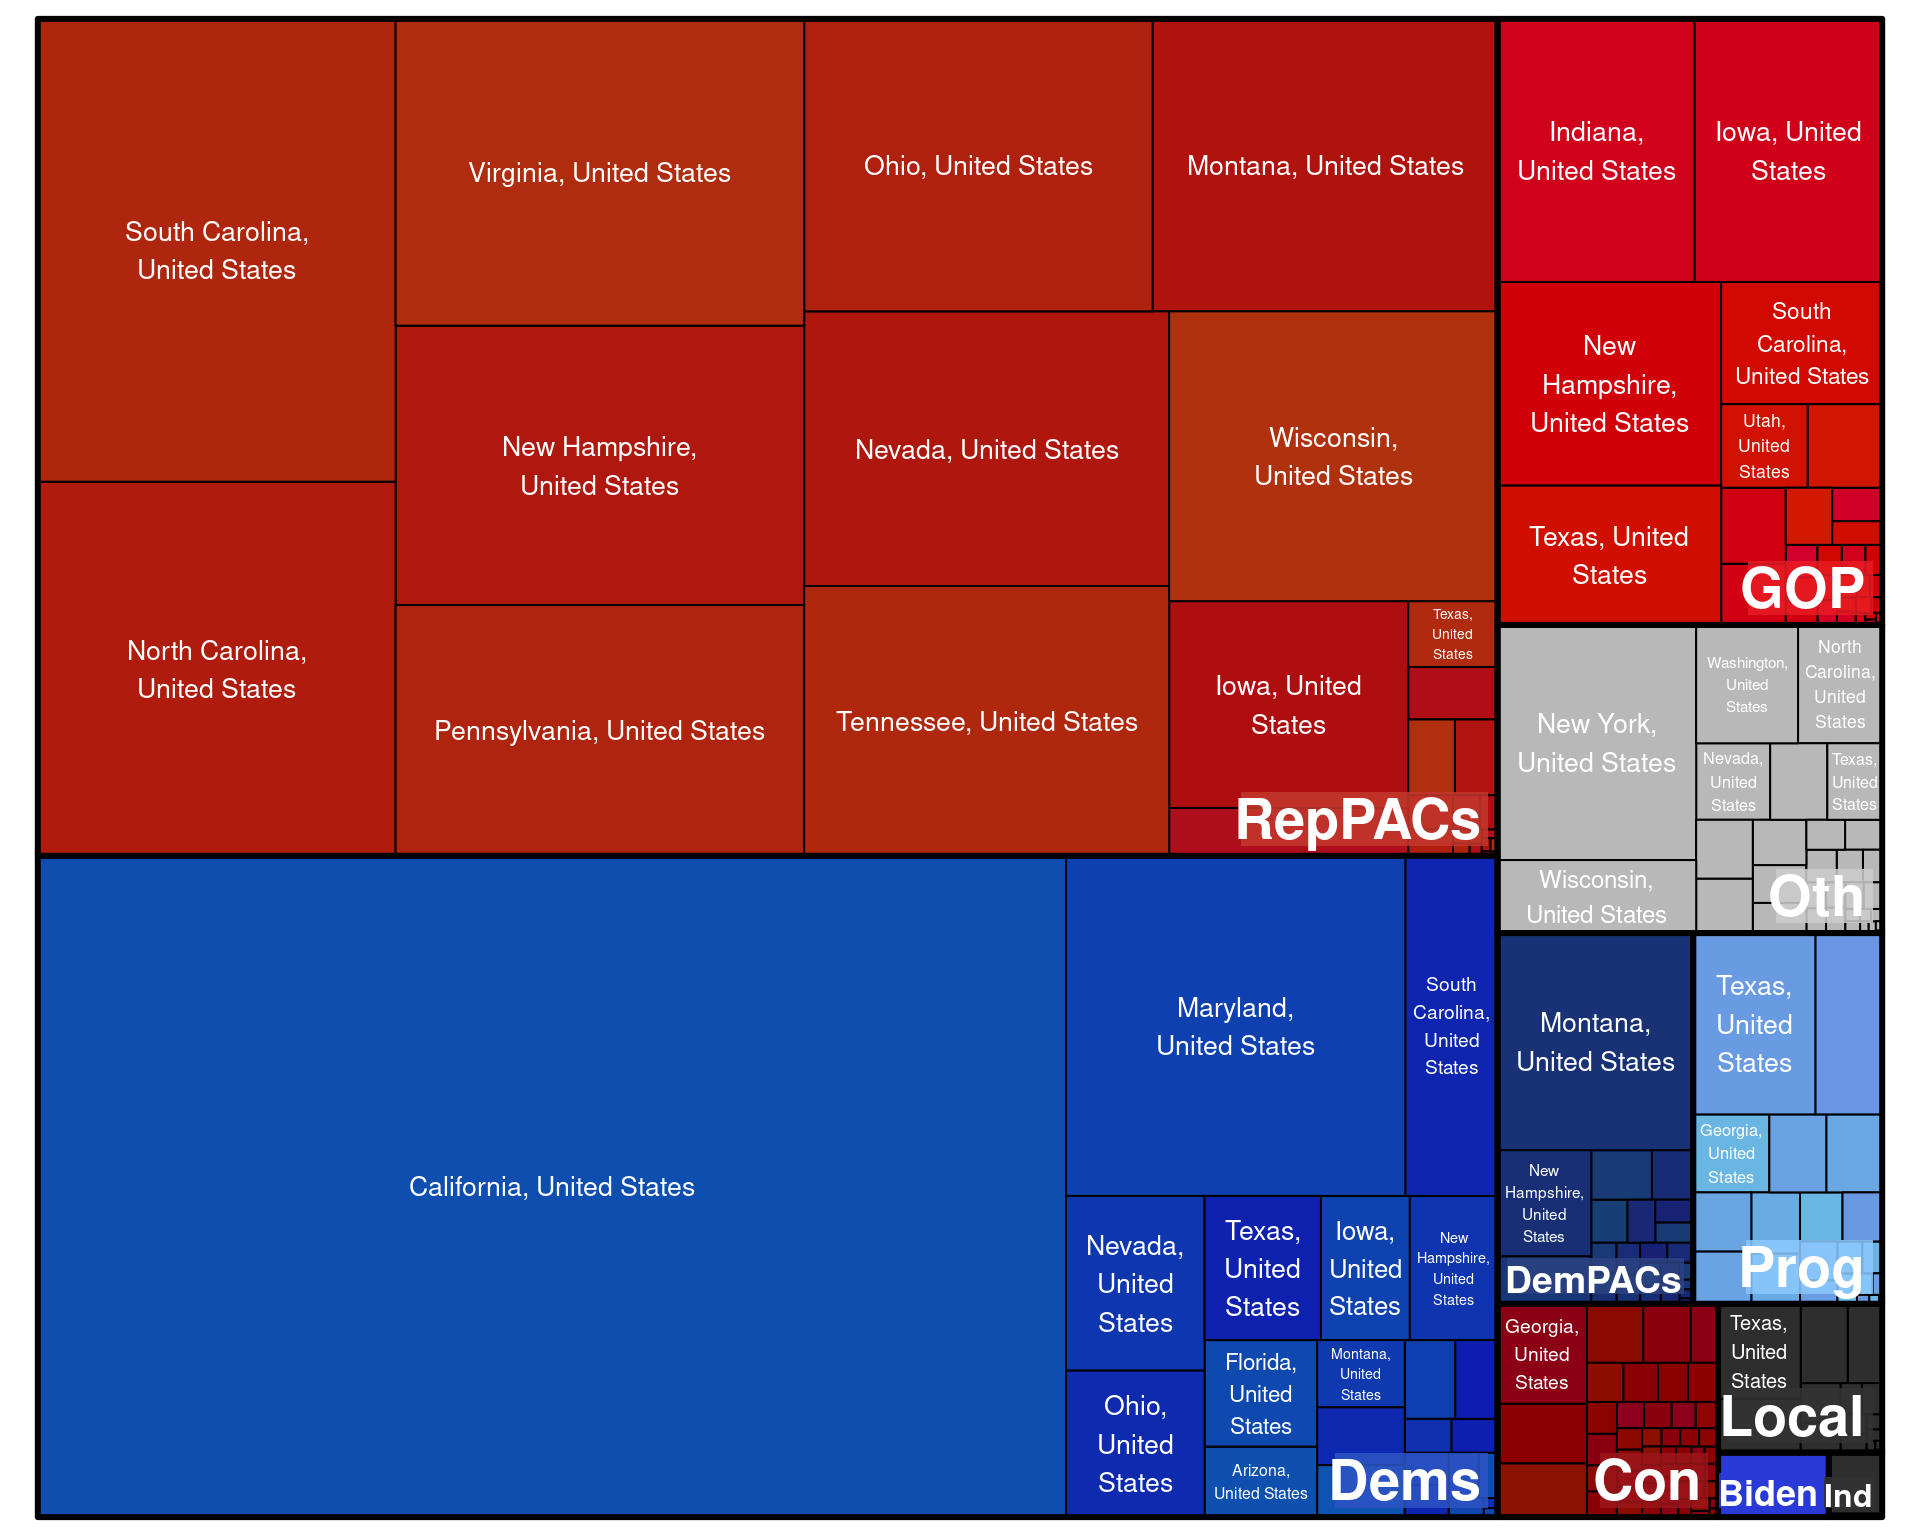 South Carolina,
United States
North Carolina,
United States
Virginia, United States
New Hampshire,
United States
Pennsylvania, United States
Ohio, United States
Montana, United States
Nevada, United States
Wisconsin,
United States
Tennessee, United States
Iowa, United
States
Texas,
United
States
RepPACs
Indiana,
United States
Iowa, United
States
New
Hampshire,
United States
South
Carolina,
United States
Utah,
United
States
Texas, United
States
GOP
New York,
United States
Washington,
United
States
North
Carolina,
United
States
Nevada,
United
States
Texas,
United
States
Wisconsin,
United States
Oth
California, United States
Maryland,
United States
South
Carolina,
United
States
Nevada,
United
States
Texas,
United
States
Iowa,
United
States
New
Hampshire,
United
States
Ohio,
United
States
Florida,
United
States
Montana,
United
States
Arizona,
United States
Dems
Montana,
United States
New
Hampshire,
United
States
DemPACs
Texas,
United
States
Georgia,
United
States
Prog
Georgia,
United
States
Con
Texas,
United
States
Local
Biden
Ind